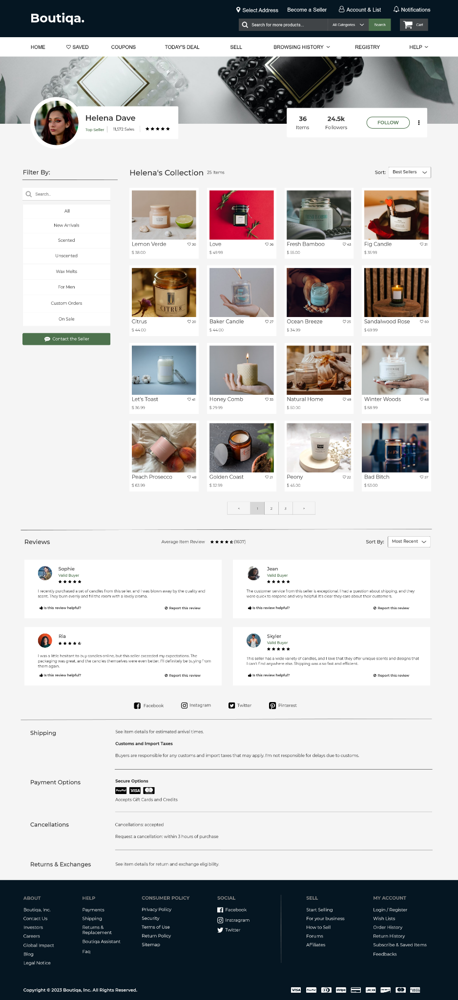 Boutiqa.
Select Address
Become a Seller
Account & List
Notifications
Search for more products...
All Categories
Search
Cart
HOME
SAVED
COUPONS
TODAY'S DEAL
SELL
BROWSING HISTORY
REGISTRY
HELP
Helena Dave
Top Seller
11,572 Sales
36
Items
24.5k
Followers
FOLLOW
Filter By:
Search..
All
New Arrivals
Scented
Unscented
Wax Melts
For Men
Custom Orders
On Sale
Contact the Seller
Helena's Collection
25 Items
Sort:
Best Sellers
Lemon Verde
30
$ 38.00
LOVE
Love
56
$ 49.99
FRESH BAMBOO
Fresh Bamboo
43
$ 55.00
FIG
Fig Candle
31
$ 35.99
CITRUS
Citrus
20
$ 44.00
Baker Candle
27
$ 44.00
Ocean Breeze
25
$ 34.99
Sandalwood Rose
60
$ 69.99
Let's Toast
41
$ 36.99
Honey Comb
35
$ 29.99
Natural Home
49
$ 50.00
Winter Woods
48
$ 58.99
Peach Prosecco
48
$ 63.99
Golden Coast
21
$ 32.99
Peony
22
$ 45.00
Bad Bitch
57
$ 53.00
<
1
2
3
>
Reviews
Average Item Review
(1607)
Sort By:
Most Recent
Sophie
Valid Buyer
I recently purchased a set of candles from this seller, and I was blown away by the quality and
scent. They burn evenly and fill the room with a lovely aroma.
Is this review helpful?
Report this review
Jean
Valid Buyer
The customer service from this seller is exceptional. I had a question about shipping, and they
were quick to respond and very helpful. It's clear they care about their customers.
Is this review helpful?
Report this review
Ria
I was a little hesitant to buy candles online, but this seller exceeded my expectations. The
packaging was great, and the candles themselves were even better. I'll definitely be buying from
them again.
Is this review helpful?
Report this review
Skyler
Valid Buyer
This seller has a wide variety of candles, and I love that they offer unique scents and designs that
I can't find anywhere else. Shipping was a so fast and efficient.
Is this review helpful?
Report this review
Facebook
Instagram
Twitter
Pinterest
Shipping
See item details for estimated arrival times.
Customs and Import Taxes
Buyers are responsible for any customs and import taxes that may apply. I'm not responsible for delays due to customs.
Payment Options
Secure Options
PayPal
VISA
Accepts Gift Cards and Credits
Cancellations
Cancellations: accepted
Request a cancellation: within 3 hours of purchase
Returns & Exchanges
See item details for return and exchange eligibility.
ABOUT
Boutiqa, Inc.
Contact Us
Investors
Careers
Global Impact
Blog
Legal Notice
HELP
Payments
Shipping
Returns &
Replacement
Boutiqa Assistant
Faq
CONSUMER POLICY
Privacy Policy
Security
Terms of Use
Return Policy
Sitemap
SOCIAL
Facebook
Instragram
Twitter
SELL
Start Selling
For your business
How to Sell
Forums
Affiliates
MY ACCOUNT
Login / Register
Wish Lists
Order History
Return History
Subscribe & Saved Items
Feedbacks
Copyright © 2023 Boutiqa, Inc. All Rights Reserved.
VISA
PayPal
stripe
JCB
DISCOVER